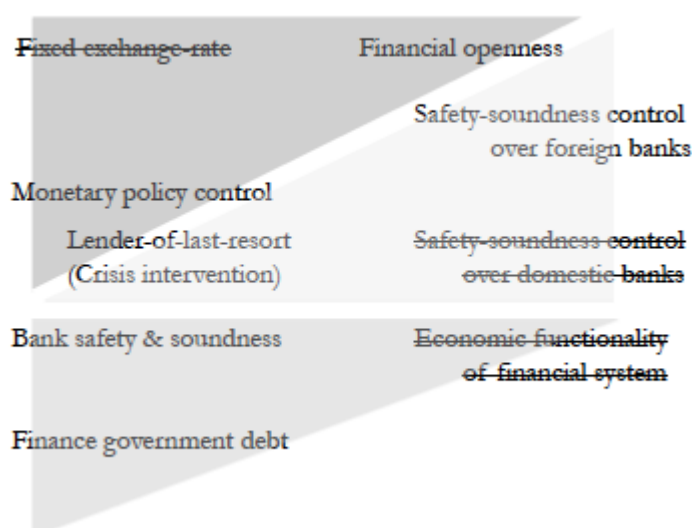 Fixed exchange-rate
Financial openness
Safety-soundness control
over foreign banks
Monetary policy control
Lender-of-last-resort
(Crisis intervention)
Safety-soundness control
over domestic banks
Bank safety & soundness
Economic functionality
of financial system
Finance government debt